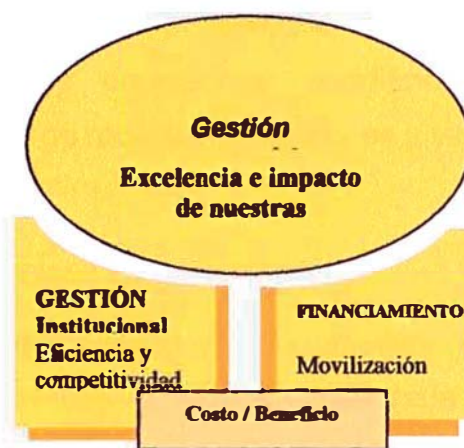 Gestión
Excelencia e impacto
de nuestras
GESTIÓN
Institucional
Eficiencia y
competitividad
FINANCIAMIENTO
Movilización
Costo / Beneficio